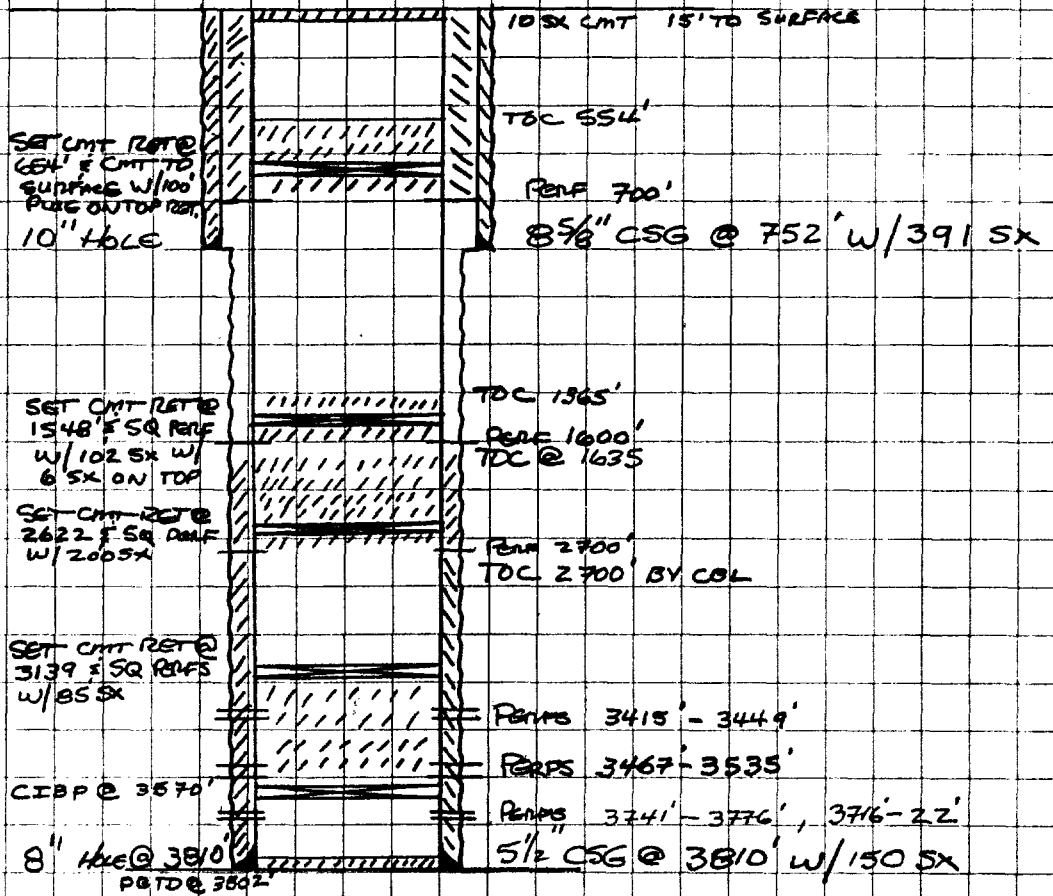 10 SX CMT 15' TO SURFACE
TOC 554'
SET CMT RET @
654' & CMT TO
SURFACE W/100'
PLUG ON TOP RET.
10" HOLE
PERF 700'
8 5/8" CSG @ 752' W/391 SX
SET CMT RET @
1548' & SQ PERF
W/102 SX W/
6 SX ON TOP
TOC 1365'
PERF 1600'
TOC @ 1635
SET CMT RET @
2622 & SQ PERF
W/200 SX
PERF 2700'
TOC 2700' BY CBL
SET CMT RET @
3139 & SQ PERFS
W/85 SX
PERFS 3415' - 3449'
PERFS 3467' - 3535'
CIBP @ 3570'
PERFS 3741' - 3776', 3716' - 22'
8" HOLE @ 3810'
PBTD @ 3802'
5 1/2" CSG @ 3810' W/150 SX